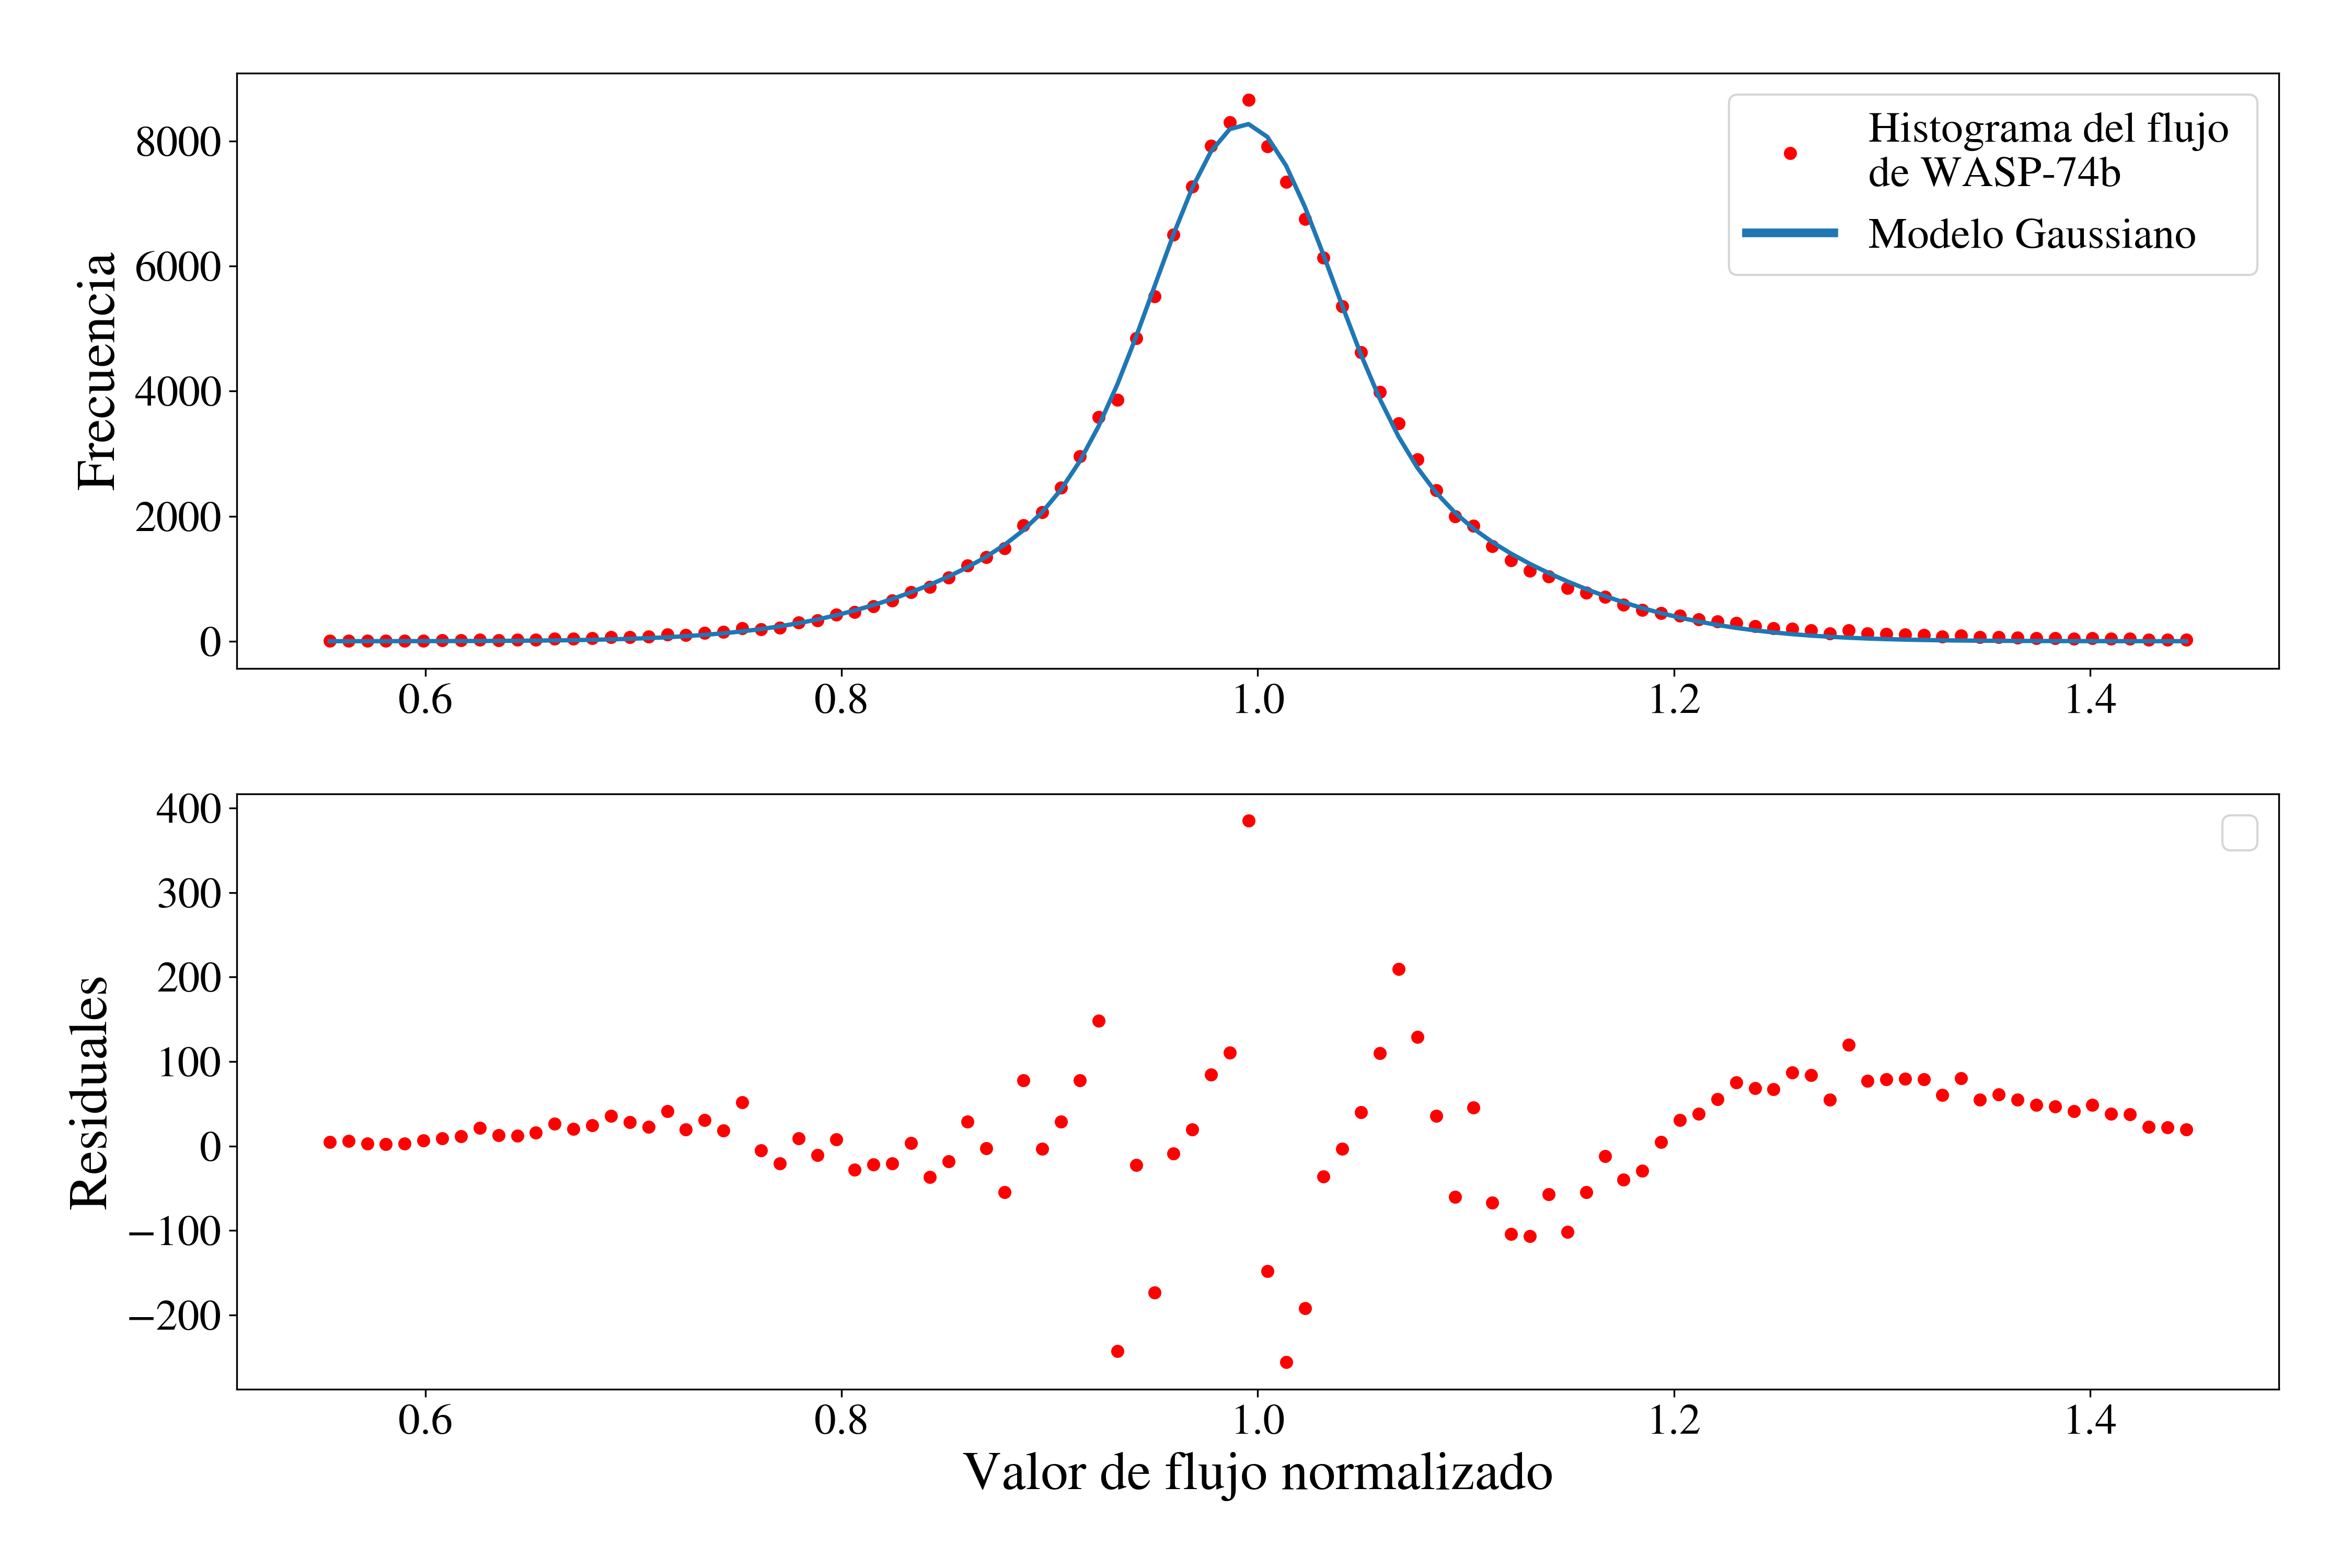 Frecuencia
8000
6000
4000
2000
0
Histograma del flujo
de WASP-74b
Modelo Gaussiano
0.6 0.8 1.0 1.2 1.4
Residuales
400
300
200
100
0
−100
−200
0.6 0.8 1.0 1.2 1.4
Valor de flujo normalizado